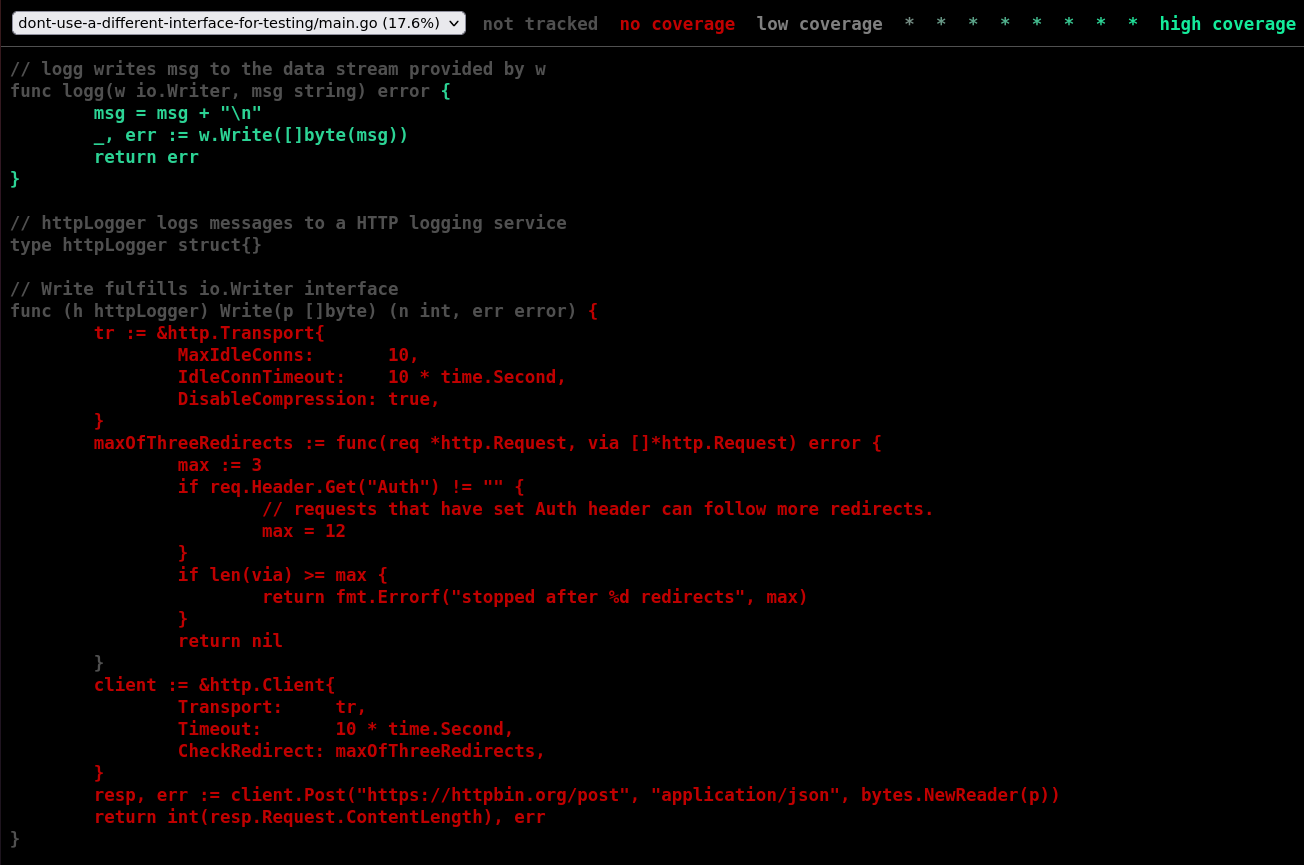 dont-use-a-different-interface-for-testing/main.go (17.6%) not tracked no coverage low coverage * * * * * * * * high coverage
// logg writes msg to the data stream provided by w
func logg(w io.Writer, msg string) error {
        msg = msg + "\n"
        _, err := w.Write([]byte(msg))
        return err
}

// httpLogger logs messages to a HTTP logging service
type httpLogger struct{}

// Write fulfills io.Writer interface
func (h httpLogger) Write(p []byte) (n int, err error) {
        tr := &http.Transport{
                MaxIdleConns:       10,
                IdleConnTimeout:    10 * time.Second,
                DisableCompression: true,
        }
        maxOfThreeRedirects := func(req *http.Request, via []*http.Request) error {
                max := 3
                if req.Header.Get("Auth") != "" {
                        // requests that have set Auth header can follow more redirects.
                        max = 12
                }
                if len(via) >= max {
                        return fmt.Errorf("stopped after %d redirects", max)
                }
                return nil
        }
        client := &http.Client{
                Transport:     tr,
                Timeout:       10 * time.Second,
                CheckRedirect: maxOfThreeRedirects,
        }
        resp, err := client.Post("https://httpbin.org/post", "application/json", bytes.NewReader(p))
        return int(resp.Request.ContentLength), err
}